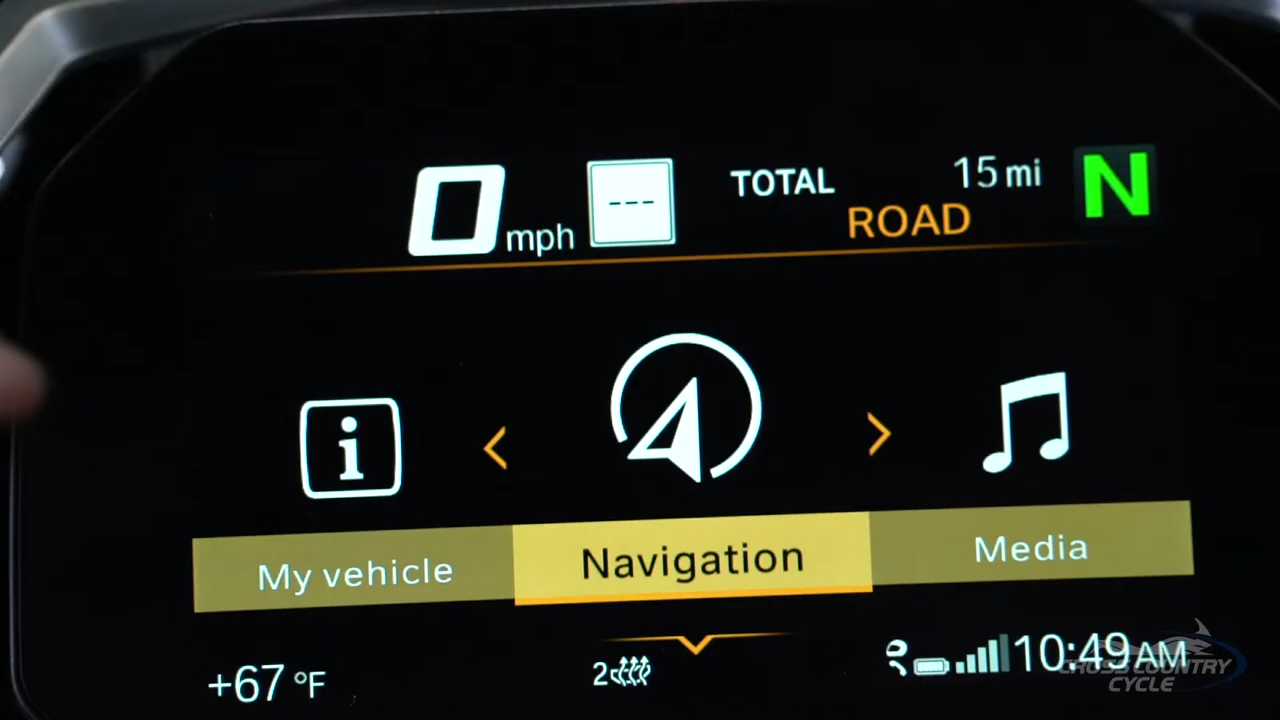 0 mph --- TOTAL 15 mi N
ROAD
i
My vehicle Navigation Media
+67 °F 2 10:49 AM
CROSS COUNTRY
CYCLE